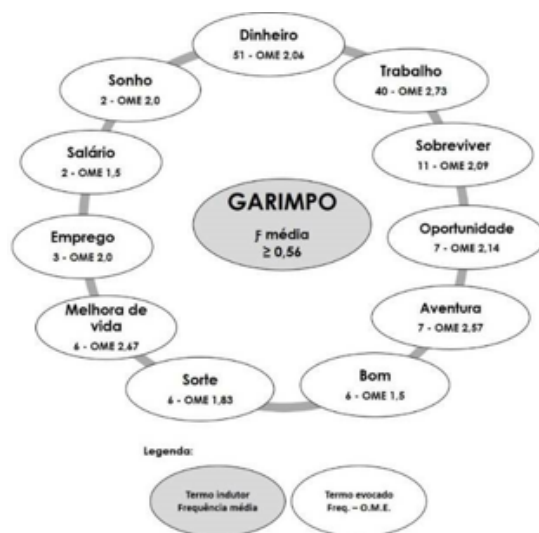 Dinheiro
51 - OME 2,06
Trabalho
40 - OME 2,73
Sobreviver
11 - OME 2,09
Oportunidade
7 - OME 2,14
Aventura
7 - OME 2,57
Bom
6 - OME 1,5
Sorte
6 - OME 1,83
Melhora de
vida
6 - OME 2,67
Emprego
3 - OME 2,0
Salário
2 - OME 1,5
Sonho
2 - OME 2,0
GARIMPO
ƒ média
≥ 0,56
Legenda:
Termo indutor
Frequência média
Termo evocado
Freq. – O.M.E.